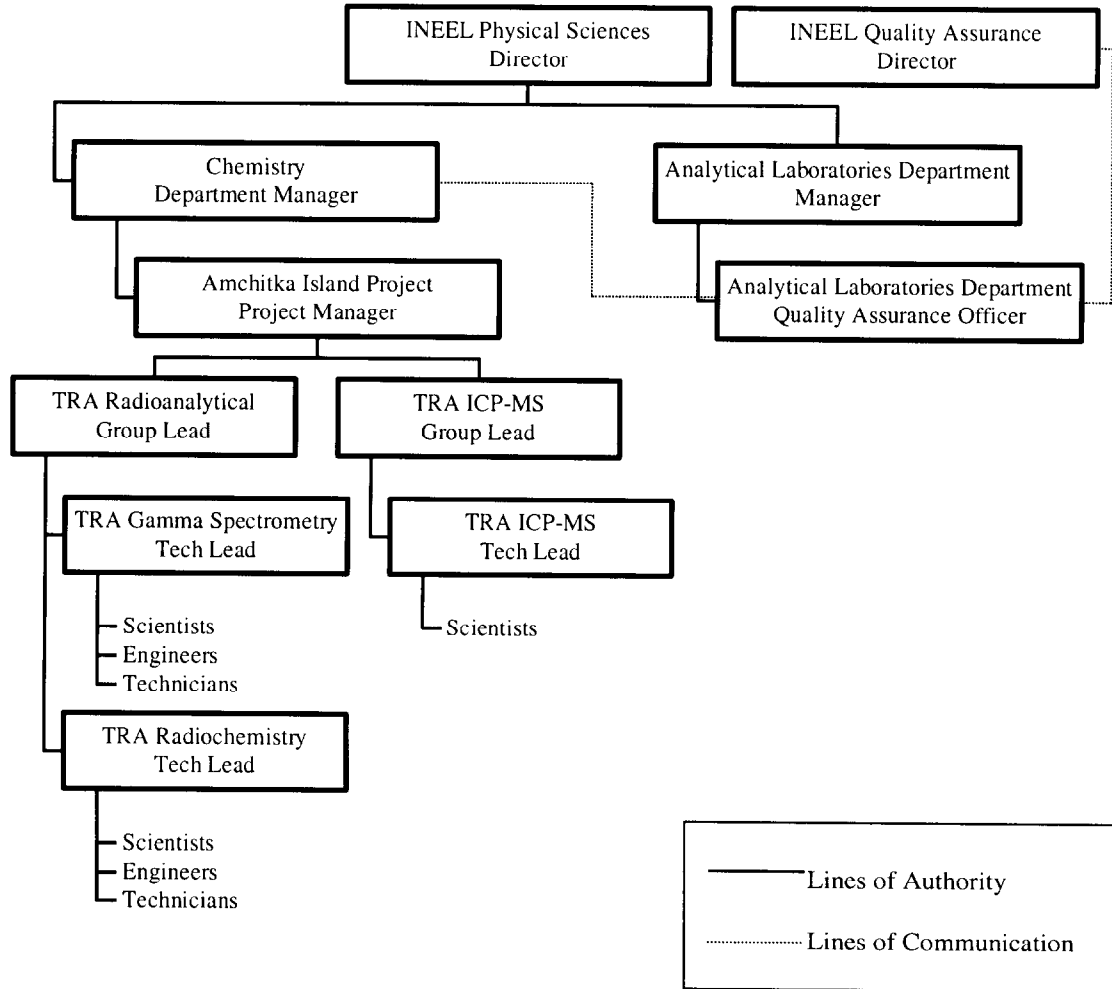 INEEL Physical Sciences
Director
INEEL Quality Assurance
Director
Chemistry
Department Manager
Analytical Laboratories Department
Manager
Amchitka Island Project
Project Manager
Analytical Laboratories Department
Quality Assurance Officer
TRA Radioanalytical
Group Lead
TRA ICP-MS
Group Lead
TRA Gamma Spectrometry
Tech Lead
TRA ICP-MS
Tech Lead
Scientists
Engineers
Technicians
Scientists
TRA Radiochemistry
Tech Lead
Scientists
Engineers
Technicians
Lines of Authority
Lines of Communication